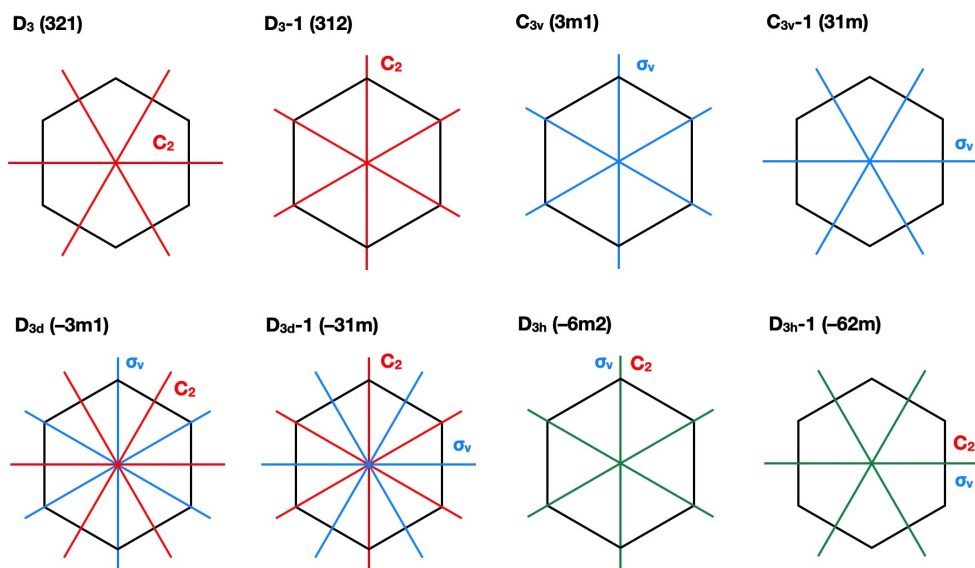 D₃ (321)
D₃-1 (312)
C₃ᵥ (3m1)
C₃ᵥ-1 (31m)
C₂
C₂
σᵥ
σᵥ
D₃d (–3m1)
D₃d-1 (–31m)
D₃ₕ (–6m2)
D₃ₕ-1 (–62m)
σᵥ
C₂
C₂
σᵥ
σᵥ C₂
C₂
σᵥ